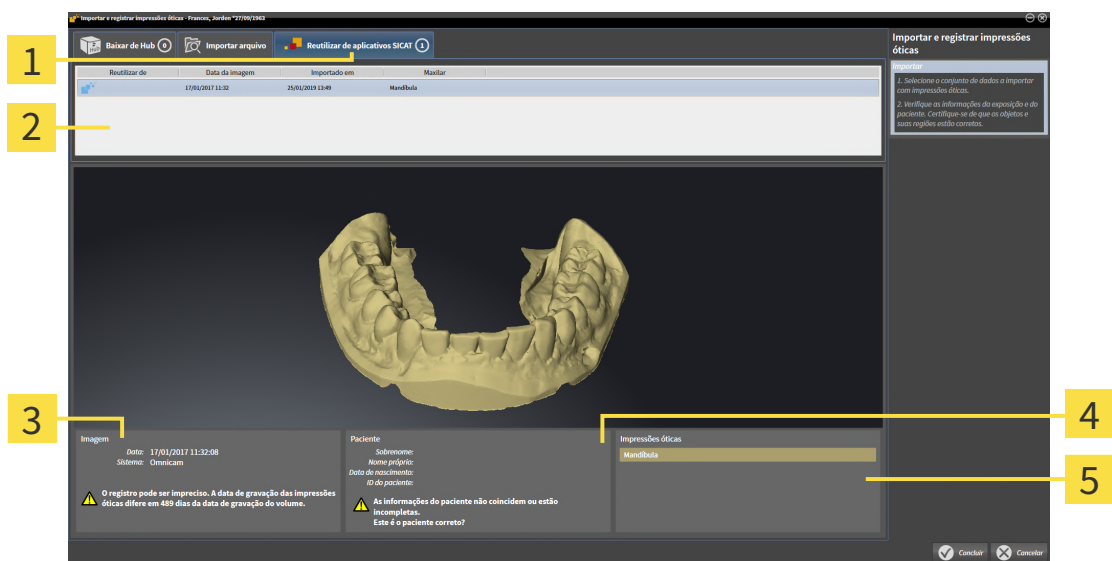 Importar e registrar impressões óticas - Frances, Jorden *27/09/1963
Importar e registrar impressões
óticas
1
Baixar de Hub 0
Importar arquivo
Reutilizar de aplicativos SICAT 1
Hub
Importar
1. Selecione o conjunto de dados a importar
com impressões óticas.
2. Verifique as informações da exposição e do
paciente. Certifique-se de que os objetos e
suas regiões estão corretos.
Reutilizar de Data da imagem Importado em Maxilar
17/01/2017 11:32 25/01/2019 13:49 Mandíbula
2
3
4
5
Imagem
Data: 17/01/2017 11:32:08
Sistema: Omnicam
O registro pode ser impreciso. A data de gravação das impressões
óticas difere em 489 dias da data de gravação do volume.
Paciente
Sobrenome:
Nome próprio:
Data de nascimento:
ID do paciente:
As informações do paciente não coincidem ou estão
incompletas.
Este é o paciente correto?
Impressões óticas
Mandíbula
Concluir Cancelar